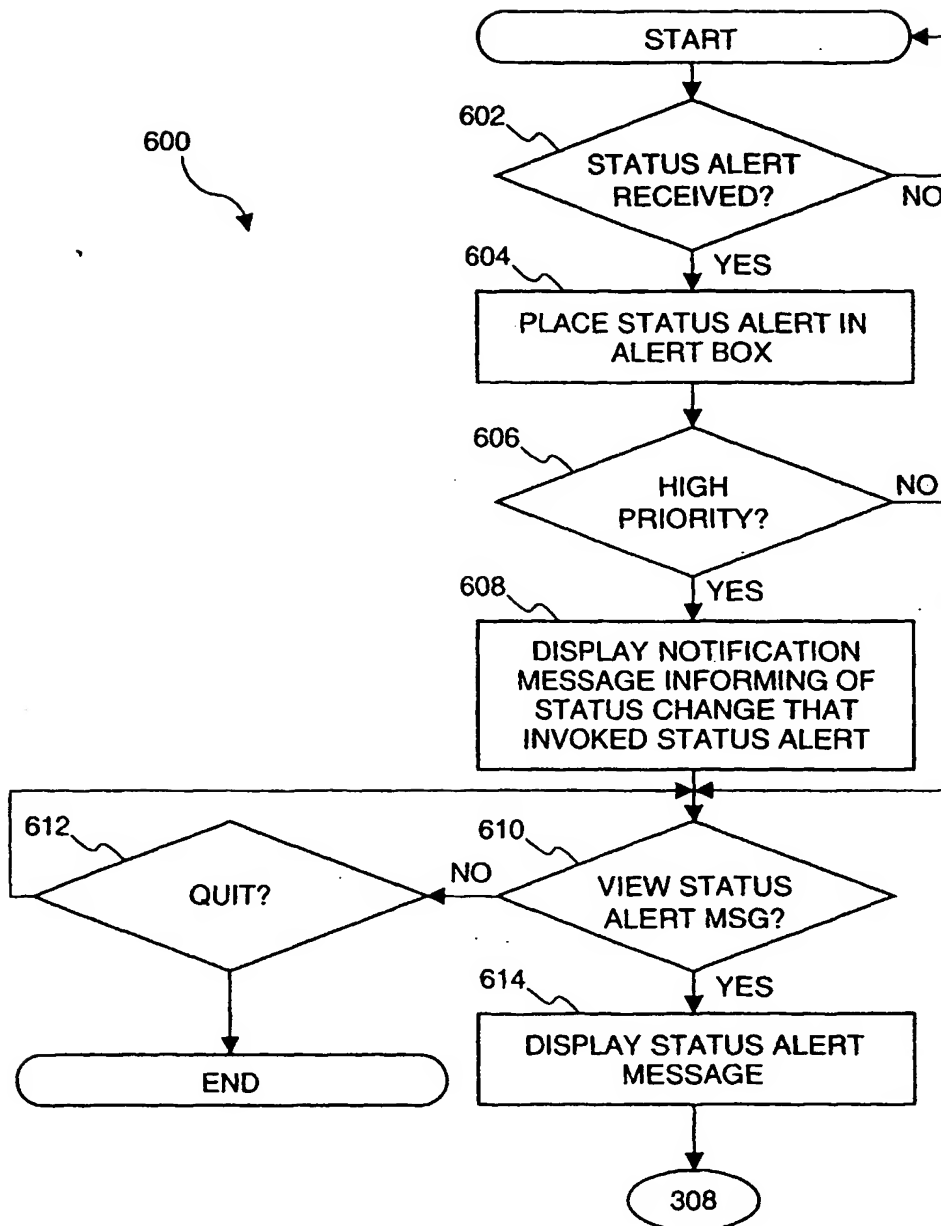 START
602
600
STATUS ALERT
RECEIVED?
NO
YES
604
PLACE STATUS ALERT IN
ALERT BOX
606
HIGH
PRIORITY?
NO
YES
608
DISPLAY NOTIFICATION
MESSAGE INFORMING OF
STATUS CHANGE THAT
INVOKED STATUS ALERT
612
QUIT?
NO
610
VIEW STATUS
ALERT MSG?
YES
614
END
DISPLAY STATUS ALERT
MESSAGE
308